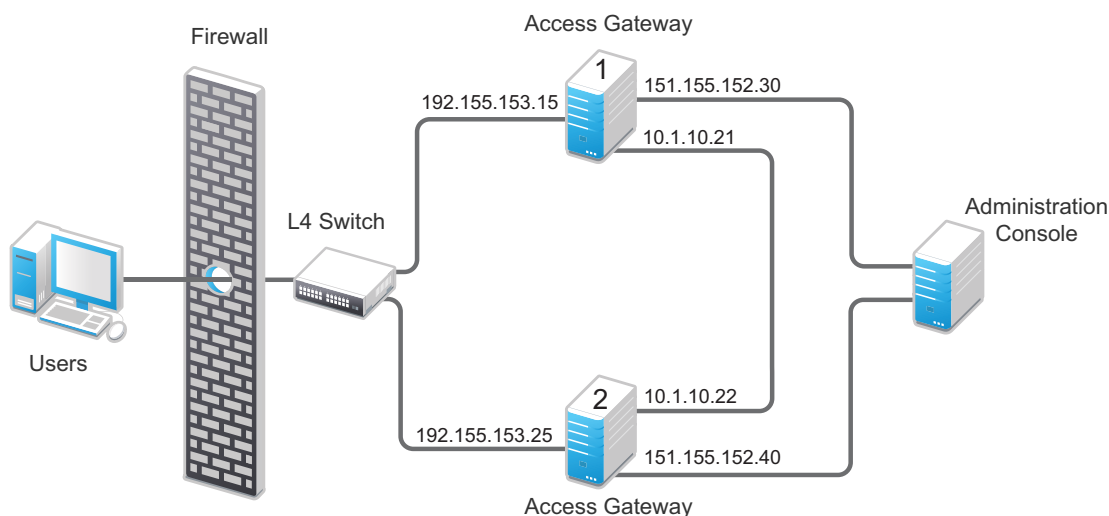 Access Gateway
Firewall
1
151.155.152.30
192.155.153.15
10.1.10.21
L4 Switch
Administration
Console
Users
2
10.1.10.22
192.155.153.25
151.155.152.40
Access Gateway